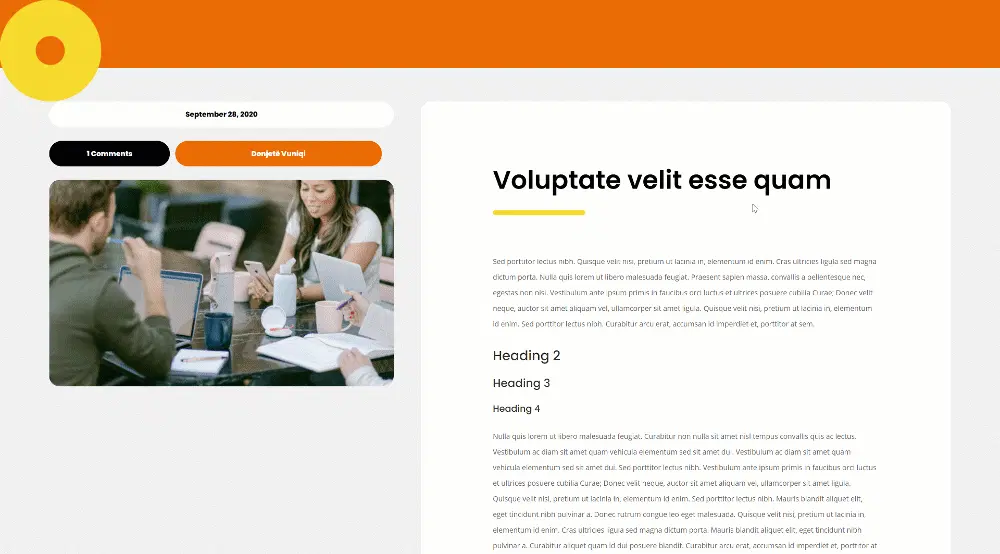 September 28, 2020
1 Comments
Donjetë Vuniqi
Voluptate velit esse quam
Sed porttitor lectus nibh. Quisque velit nisi, pretium ut lacinia in, elementum id enim. Cras ultricies ligula sed magna
dictum porta. Nulla quis lorem ut libero malesuada feugiat. Praesent sapien massa, convallis a pellentesque nec,
egestas non nisi. Vestibulum ante ipsum primis in faucibus orci luctus et ultrices posuere cubilia Curae; Donec velit
neque, auctor sit amet aliquam vel, ullamcorper sit amet ligula. Quisque velit nisi, pretium ut lacinia in, elementum
id enim. Sed porttitor lectus nibh. Curabitur arcu erat, accumsan id imperdiet et, porttitor at sem.
Heading 2
Heading 3
Heading 4
Nulla quis lorem ut libero malesuada feugiat. Curabitur non nulla sit amet nisl tempus convallis quis ac lectus.
Vestibulum ac diam sit amet quam vehicula elementum sed sit amet dui. Vestibulum ac diam sit amet quam
vehicula elementum sed sit amet dui. Sed porttitor lectus nibh. Vestibulum ante ipsum primis in faucibus orci luctus
et ultrices posuere cubilia Curae; Donec velit neque, auctor sit amet aliquam vel, ullamcorper sit amet ligula.
Quisque velit nisi, pretium ut lacinia in, elementum id enim. Sed porttitor lectus nibh. Mauris blandit aliquet elit,
eget tincidunt nibh pulvinar a. Donec rutrum congue leo eget malesuada. Quisque velit nisi, pretium ut lacinia in,
elementum id enim. Cras ultricies ligula sed magna dictum porta. Mauris blandit aliquet elit, eget tincidunt nibh
pulvinar a. Curabitur aliquet quam id dui posuere blandit. Curabitur arcu erat, accumsan id imperdiet et, porttitor at